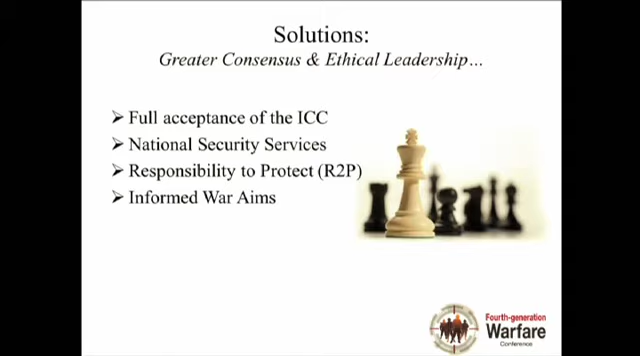 Solutions:
Greater Consensus & Ethical Leadership…
➢ Full acceptance of the ICC
➢ National Security Services
➢ Responsibility to Protect (R2P)
➢ Informed War Aims
Fourth-generation
Warfare
Conference